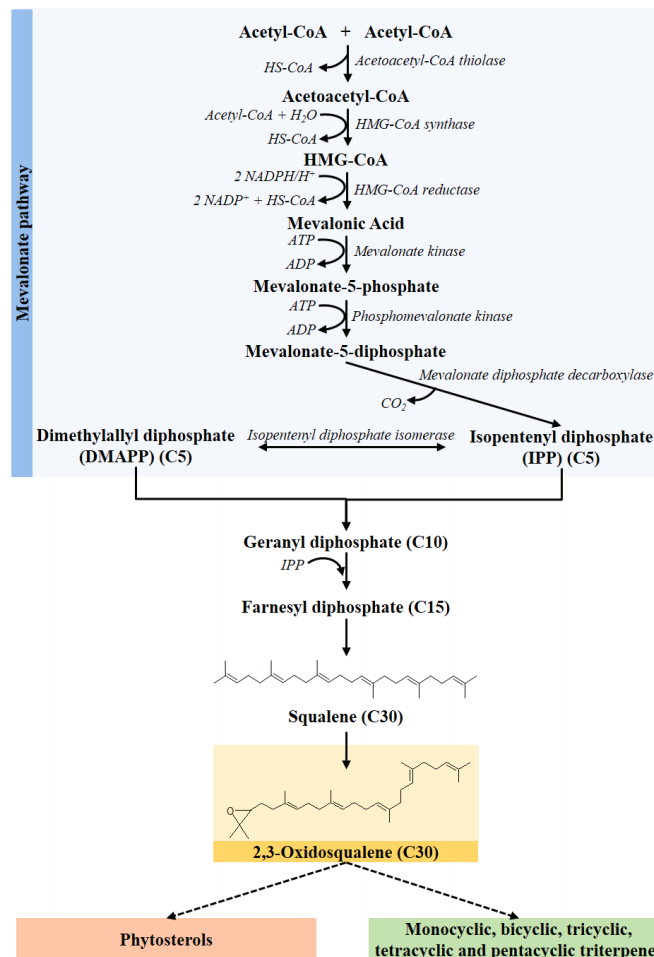 Mevalonate pathway
Acetyl-CoA + Acetyl-CoA
HS-CoA
Acetoacetyl-CoA thiolase
Acetoacetyl-CoA
Acetyl-CoA + H₂O
HS-CoA
HMG-CoA synthase
HMG-CoA
2 NADPH/H⁺
2 NADP⁺ + HS-CoA
HMG-CoA reductase
Mevalonic Acid
ATP
ADP
Mevalonate kinase
Mevalonate-5-phosphate
ATP
ADP
Phosphomevalonate kinase
Mevalonate-5-diphosphate
Mevalonate diphosphate decarboxylase
CO₂
Dimethylallyl diphosphate
(DMAPP) (C5)
Isopentenyl diphosphate isomerase
Isopentenyl diphosphate
(IPP) (C5)
Geranyl diphosphate (C10)
IPP
Farnesyl diphosphate (C15)
Squalene (C30)
O
2,3-Oxidosqualene (C30)
Phytosterols
Monocyclic, bicyclic, tricyclic,
tetracyclic and pentacyclic triterpene